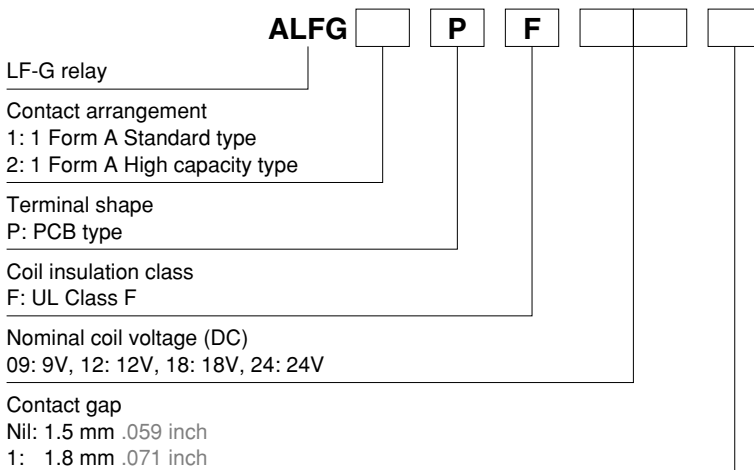 ALFG P F
LF-G relay
Contact arrangement
1: 1 Form A Standard type
2: 1 Form A High capacity type
Terminal shape
P: PCB type
Coil insulation class
F: UL Class F
Nominal coil voltage (DC)
09: 9V, 12: 12V, 18: 18V, 24: 24V
Contact gap
Nil: 1.5 mm .059 inch
1: 1.8 mm .071 inch